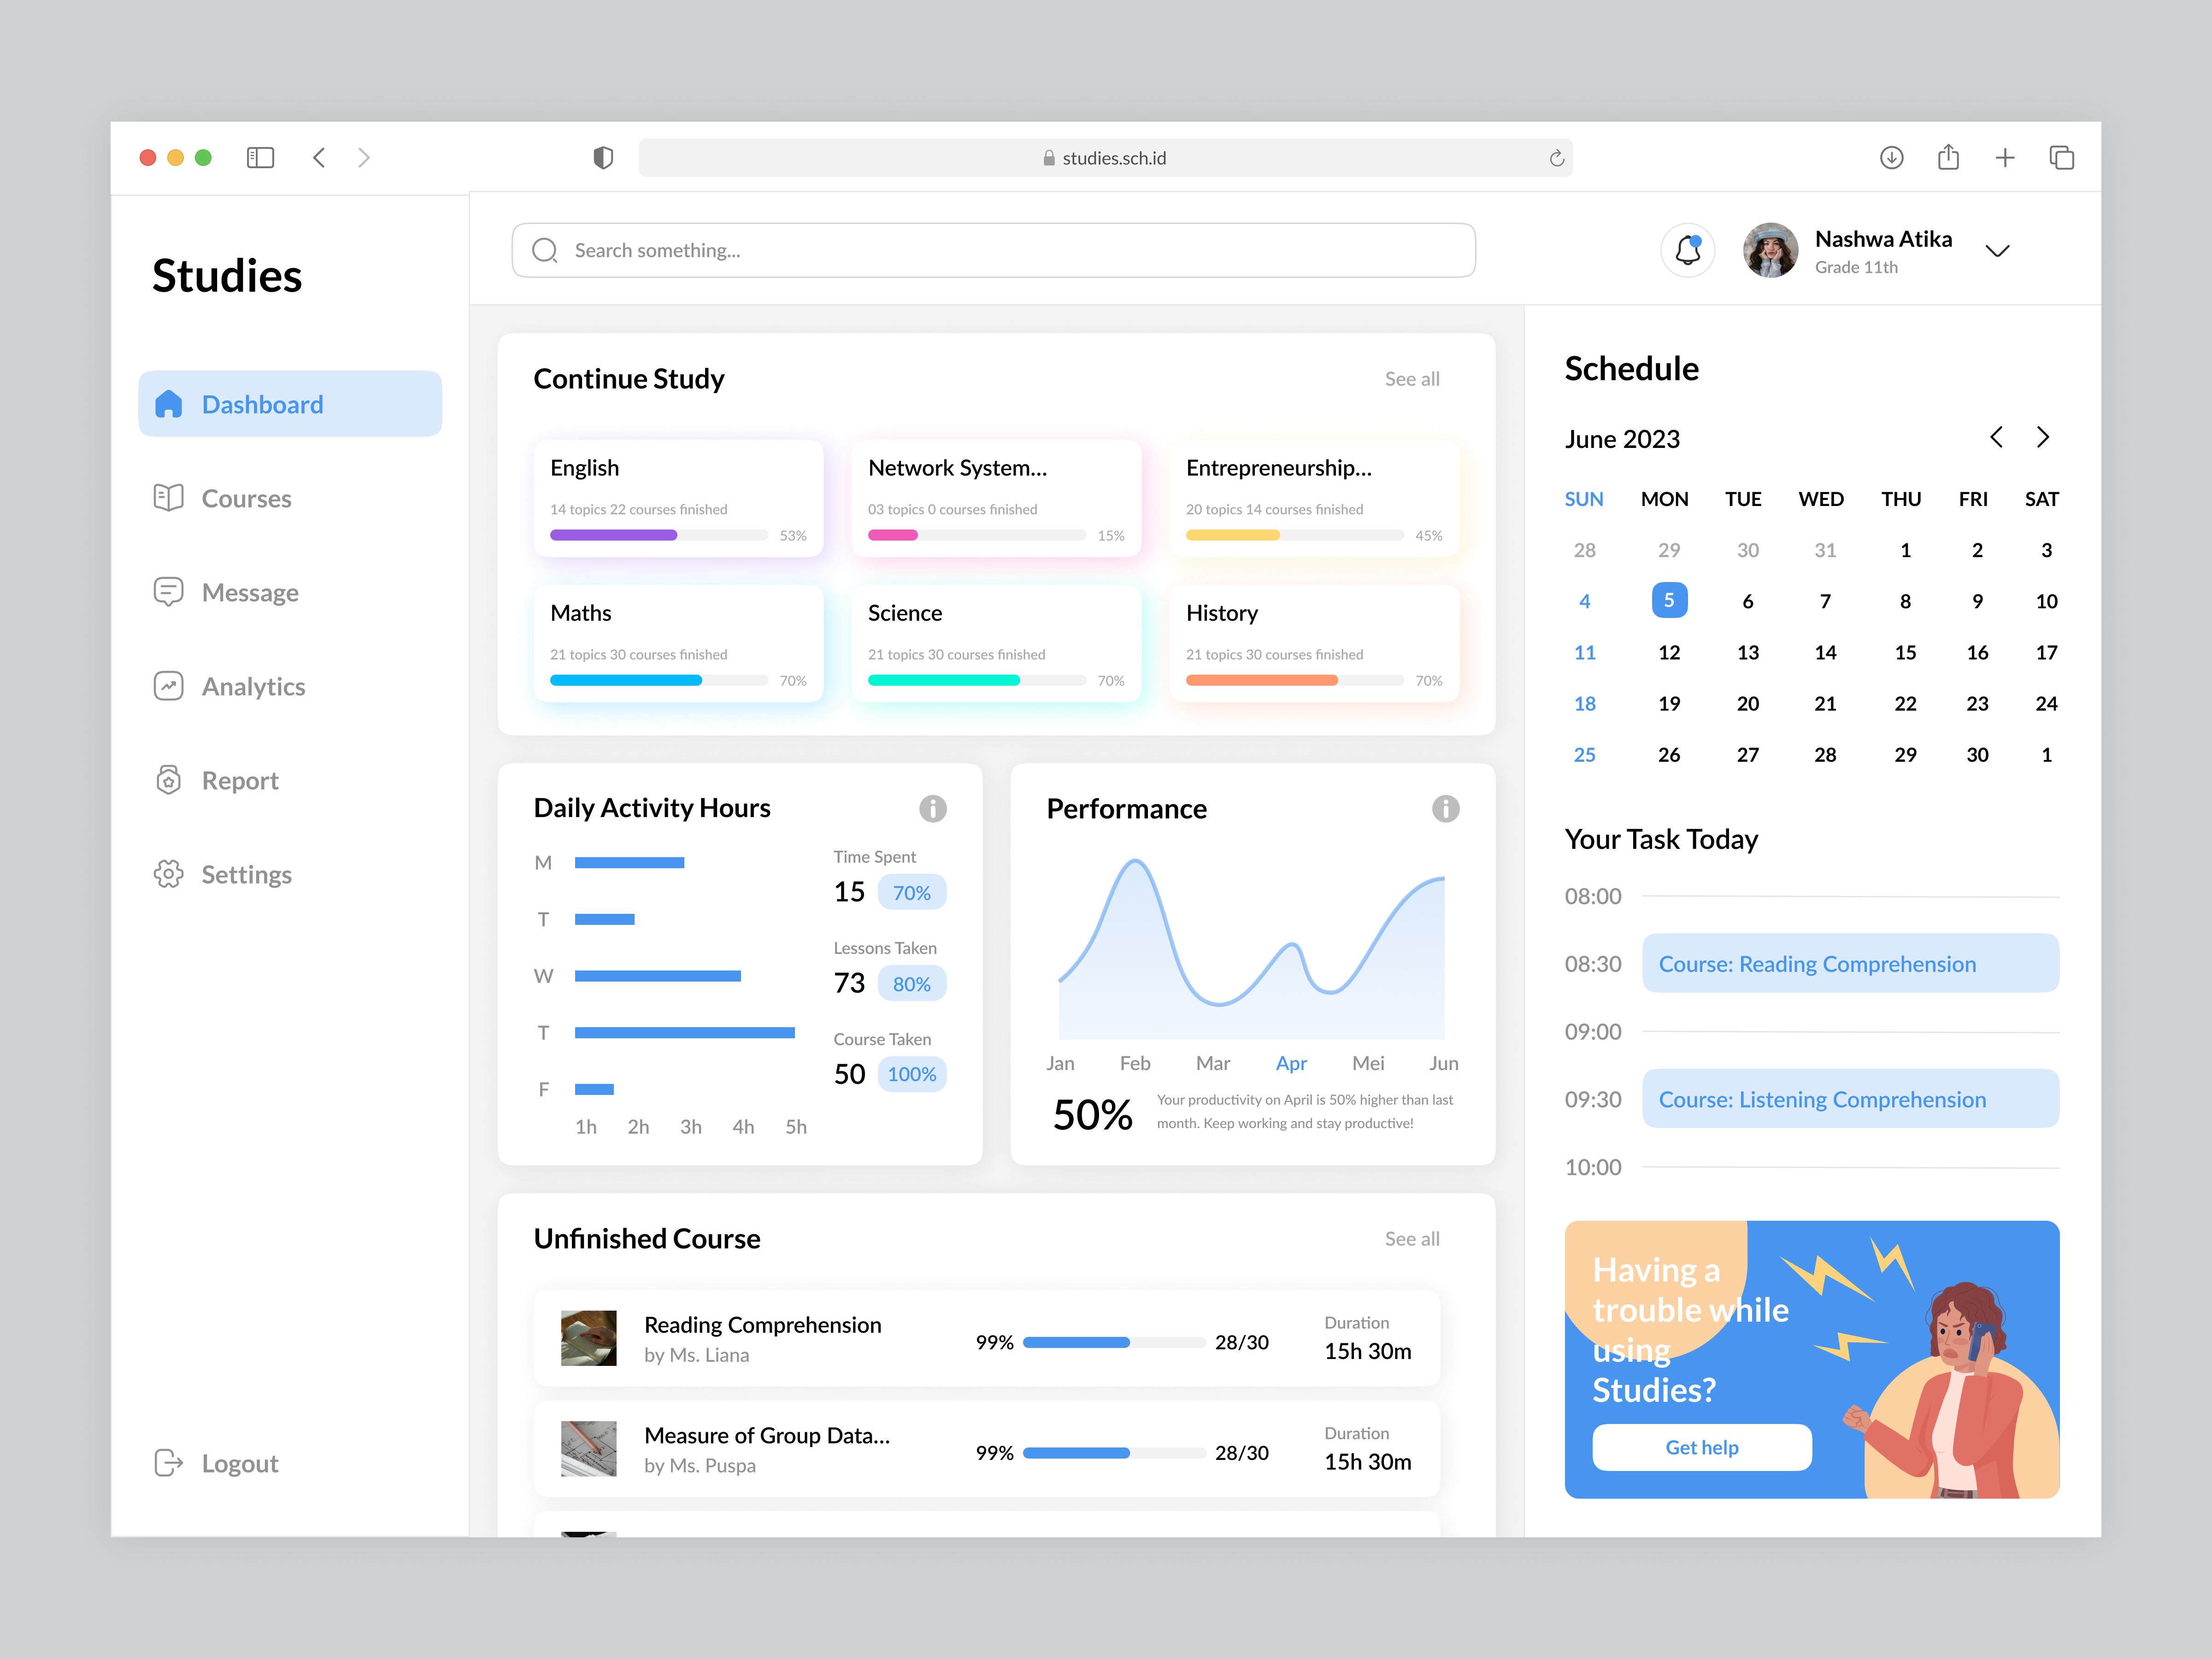 studies.sch.id
Studies
Dashboard
Courses
Message
Analytics
Report
Settings
Logout
Search something...
Nashwa Atika
Grade 11th
Continue Study
See all
English
14 topics 22 courses finished
53%
Network System...
03 topics 0 courses finished
15%
Entrepreneurship...
20 topics 14 courses finished
45%
Maths
21 topics 30 courses finished
70%
Science
21 topics 30 courses finished
70%
History
21 topics 30 courses finished
70%
Daily Activity Hours
M
T
W
T
F
1h 2h 3h 4h 5h
Time Spent
15 70%
Lessons Taken
73 80%
Course Taken
50 100%
Performance
Jan Feb Mar Apr Mei Jun
50%
Your productivity on April is 50% higher than last
month. Keep working and stay productive!
Unfinished Course
See all
Reading Comprehension
by Ms. Liana
99% 28/30
Duration
15h 30m
Measure of Group Data...
by Ms. Puspa
99% 28/30
Duration
15h 30m
Schedule
June 2023
SUN MON TUE WED THU FRI SAT
28 29 30 31 1 2 3
4 5 6 7 8 9 10
11 12 13 14 15 16 17
18 19 20 21 22 23 24
25 26 27 28 29 30 1
Your Task Today
08:00
08:30 Course: Reading Comprehension
09:00
09:30 Course: Listening Comprehension
10:00
Having a
trouble while
using
Studies?
Get help